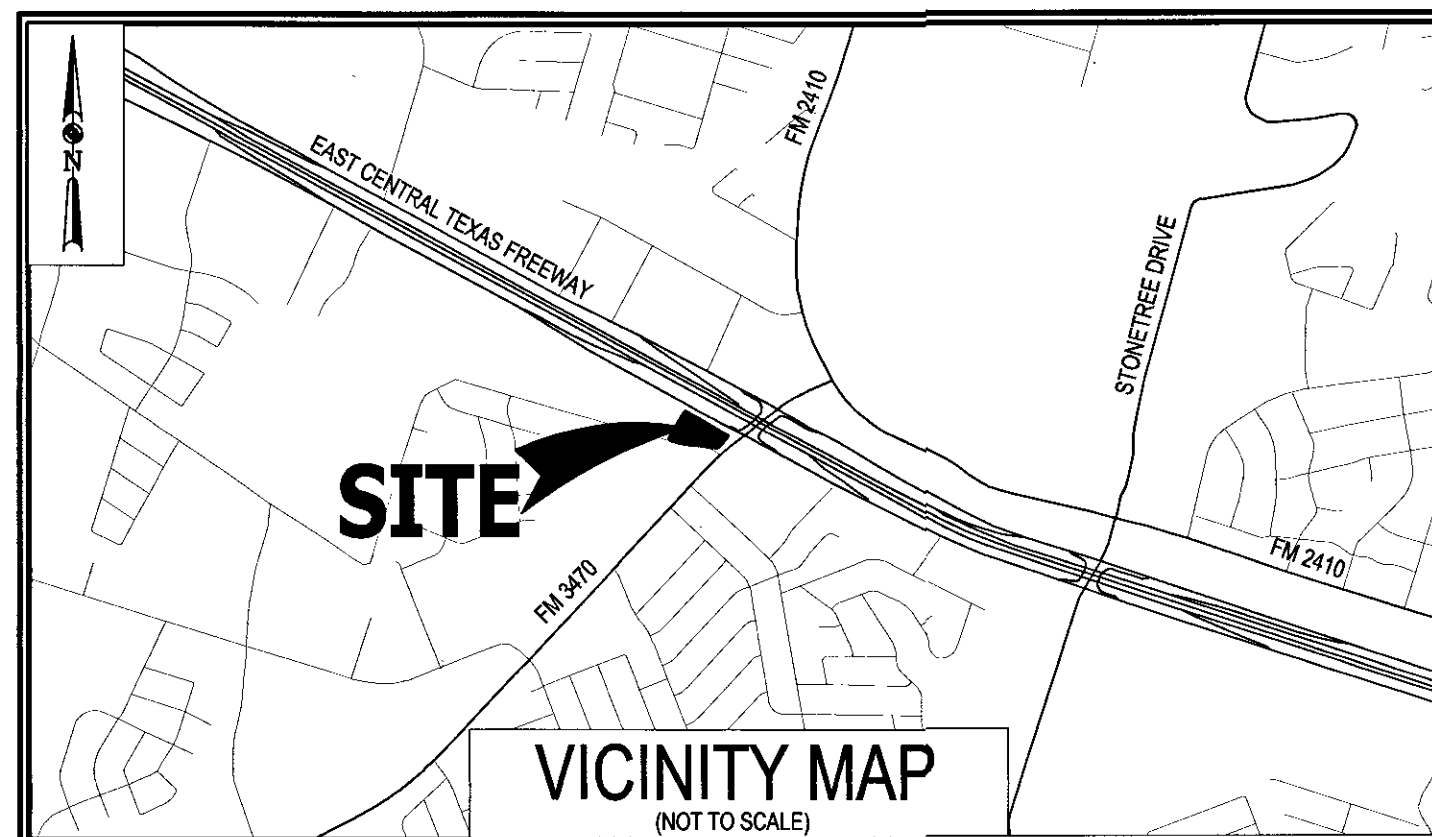 N
EAST CENTRAL TEXAS FREEWAY
FM 2410
STONETREE DRIVE
SITE
FM 3470
FM 2410
VICINITY MAP
(NOT TO SCALE)